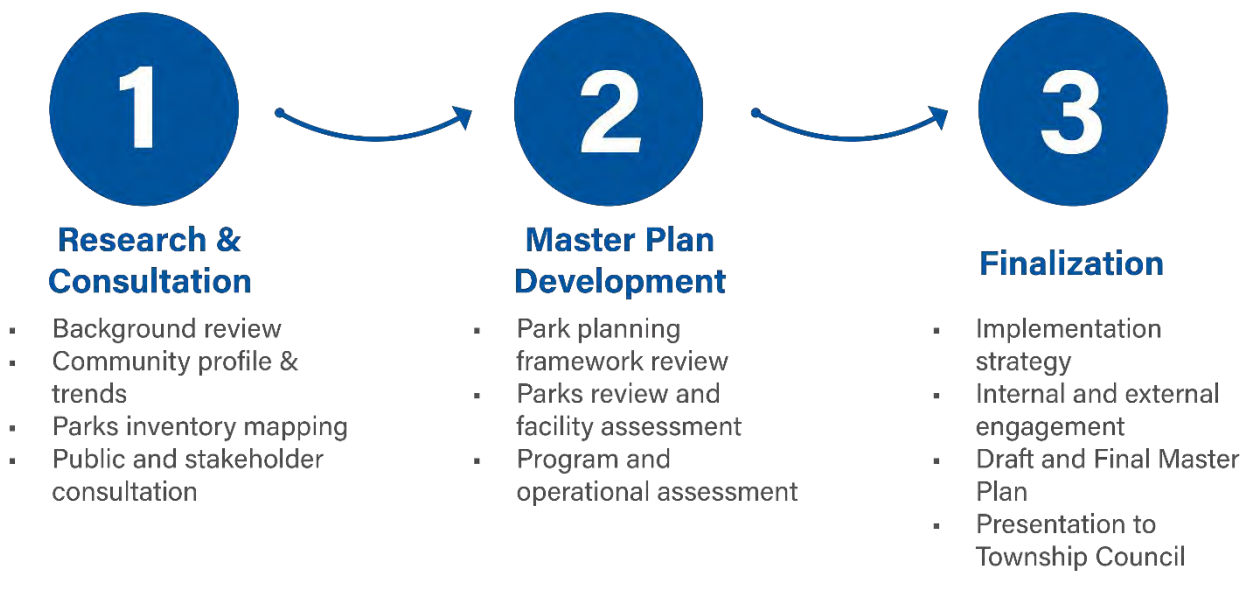 1
Research &
Consultation
▪ Background review
▪ Community profile &
trends
▪ Parks inventory mapping
▪ Public and stakeholder
consultation
2
Master Plan
Development
▪ Park planning
framework review
▪ Parks review and
facility assessment
▪ Program and
operational assessment
3
Finalization
▪ Implementation
strategy
▪ Internal and external
engagement
▪ Draft and Final Master
Plan
▪ Presentation to
Township Council